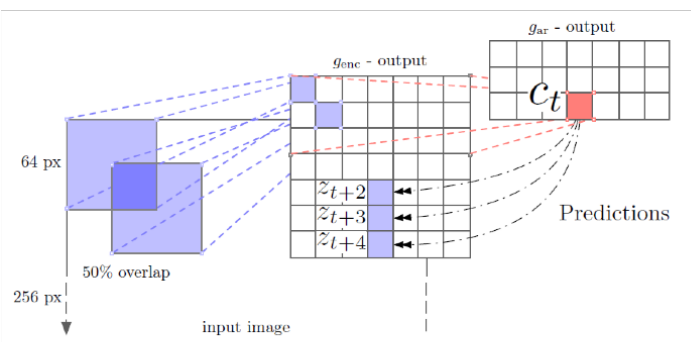 g_ar - output
g_enc - output
c_t
64 px
z_t+2
z_t+3
z_t+4
Predictions
50% overlap
256 px
input image